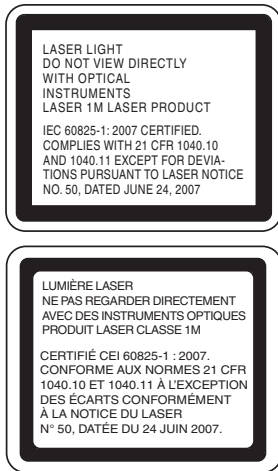 LASER LIGHT
DO NOT VIEW DIRECTLY
WITH OPTICAL
INSTRUMENTS
LASER 1M LASER PRODUCT
IEC 60825-1: 2007 CERTIFIED.
COMPLIES WITH 21 CFR 1040.10
AND 1040.11 EXCEPT FOR DEVIA-
TIONS PURSUANT TO LASER NOTICE
NO. 50, DATED JUNE 24, 2007
LUMIÈRE LASER
NE PAS REGARDER DIRECTEMENT
AVEC DES INSTRUMENTS OPTIQUES
PRODUIT LASER CLASSE 1M
CERTIFIÉ CEI 60825-1 : 2007.
CONFORME AUX NORMES 21 CFR
1040.10 ET 1040.11 À L'EXCEPTION
DES ÉCARTS CONFORMÉMENT
À LA NOTICE DU LASER
N° 50, DATÉE DU 24 JUIN 2007.